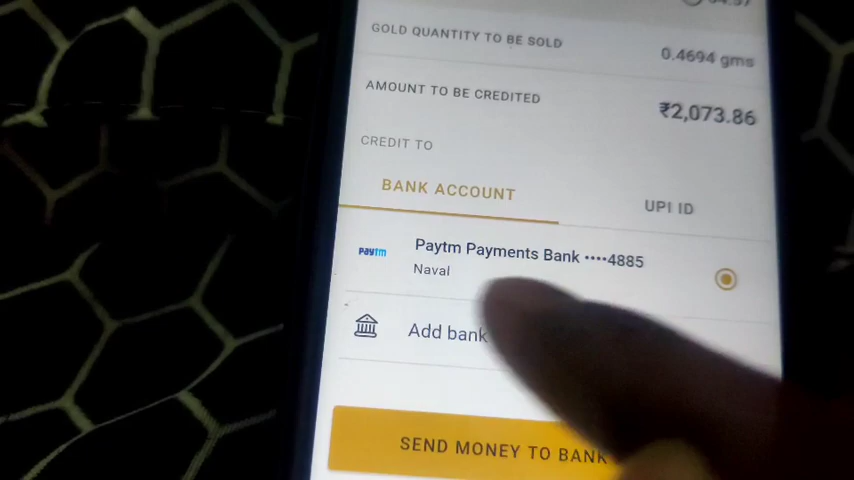 GOLD QUANTITY TO BE SOLD 0.4694 gms
AMOUNT TO BE CREDITED ₹2,073.86
CREDIT TO
BANK ACCOUNT UPI ID
paytm Paytm Payments Bank ••••4885
Naval
Add bank
SEND MONEY TO BANK